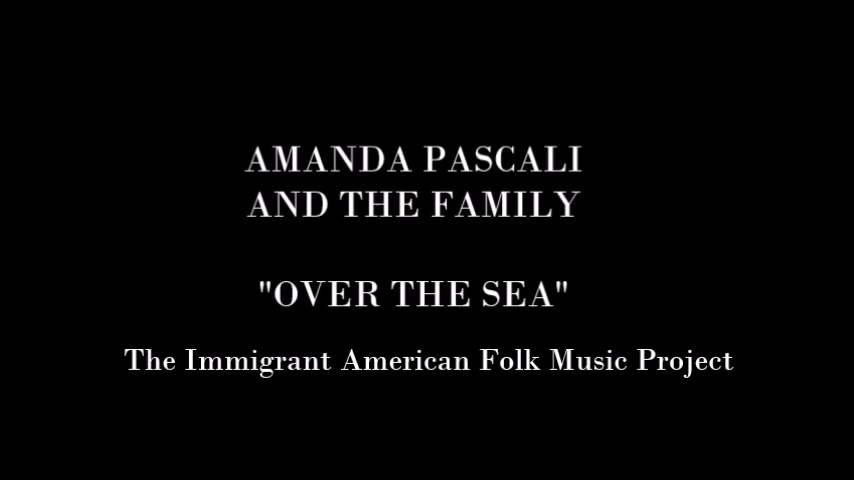 AMANDA PASCALI
AND THE FAMILY
"OVER THE SEA"
The Immigrant American Folk Music Project